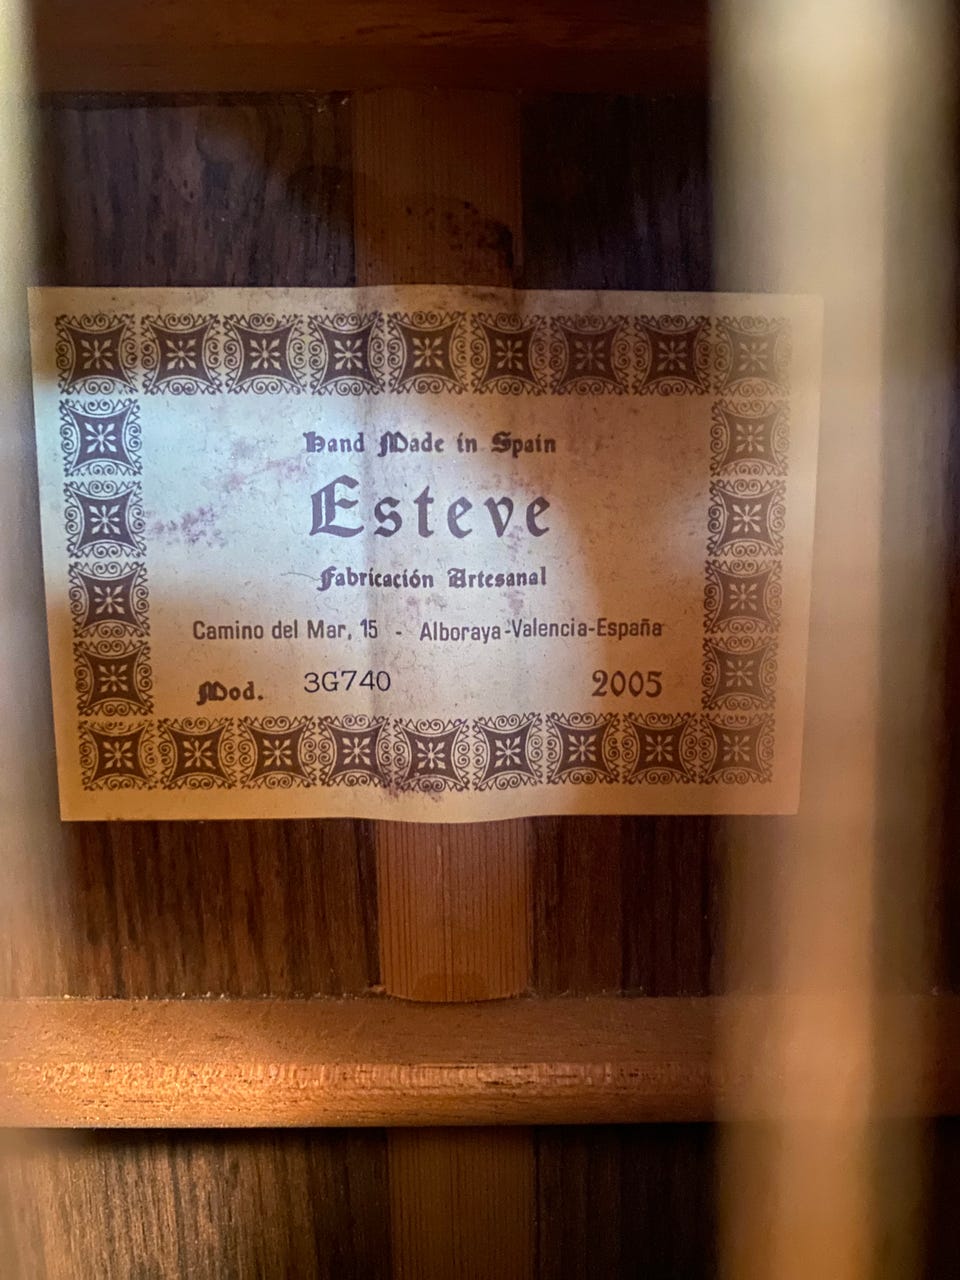 Hand Made in Spain
Esteve
Fabricación Artesanal
Camino del Mar, 15 - Alboraya-Valencia-España
Mod. 3G740 2005